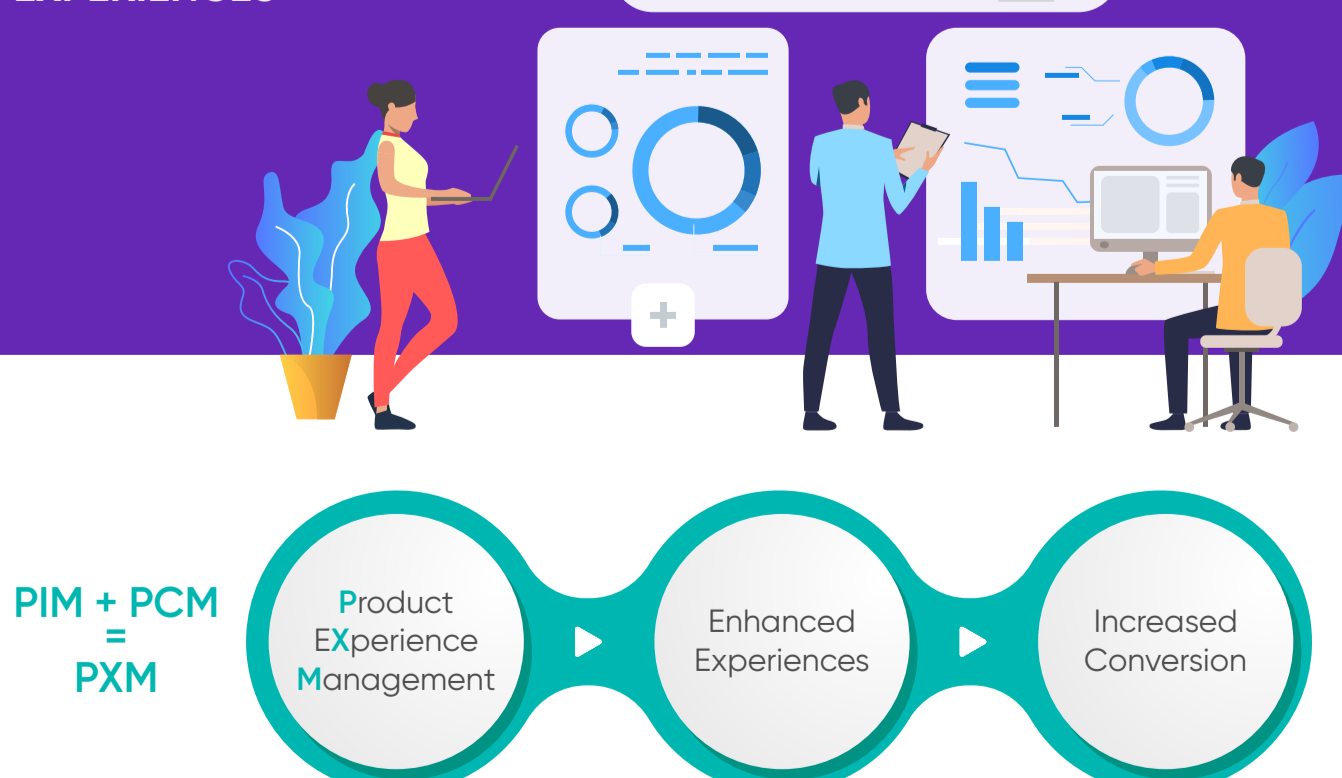 PIM + PCM
=
PXM
Product
EXperience
Management
Enhanced
Experiences
Increased
Conversion